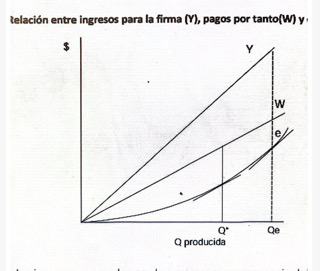 Relación entre ingresos para la firma (Y), pagos por tanto(W) y
$
Y
W
e
Q* Qe
Q producida